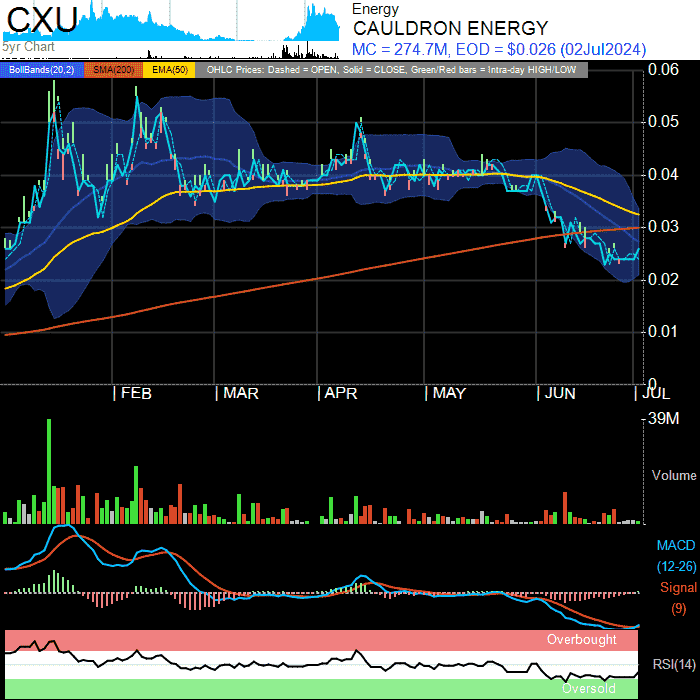 CXU
5yr Chart
Energy
CAULDRON ENERGY
MC = 274.7M, EOD = $0.026 (02Jul2024)
BollBands(20,2) SMA(200) EMA(50) OHLC Prices: Dashed = OPEN, Solid = CLOSE, Green/Red bars = Intra-day HIGH/LOW
0.06
0.05
0.04
0.03
0.02
0.01
0
FEB MAR APR MAY JUN JUL
39M
Volume
MACD
(12-26)
Signal
(9)
Overbought
RSI(14)
Oversold